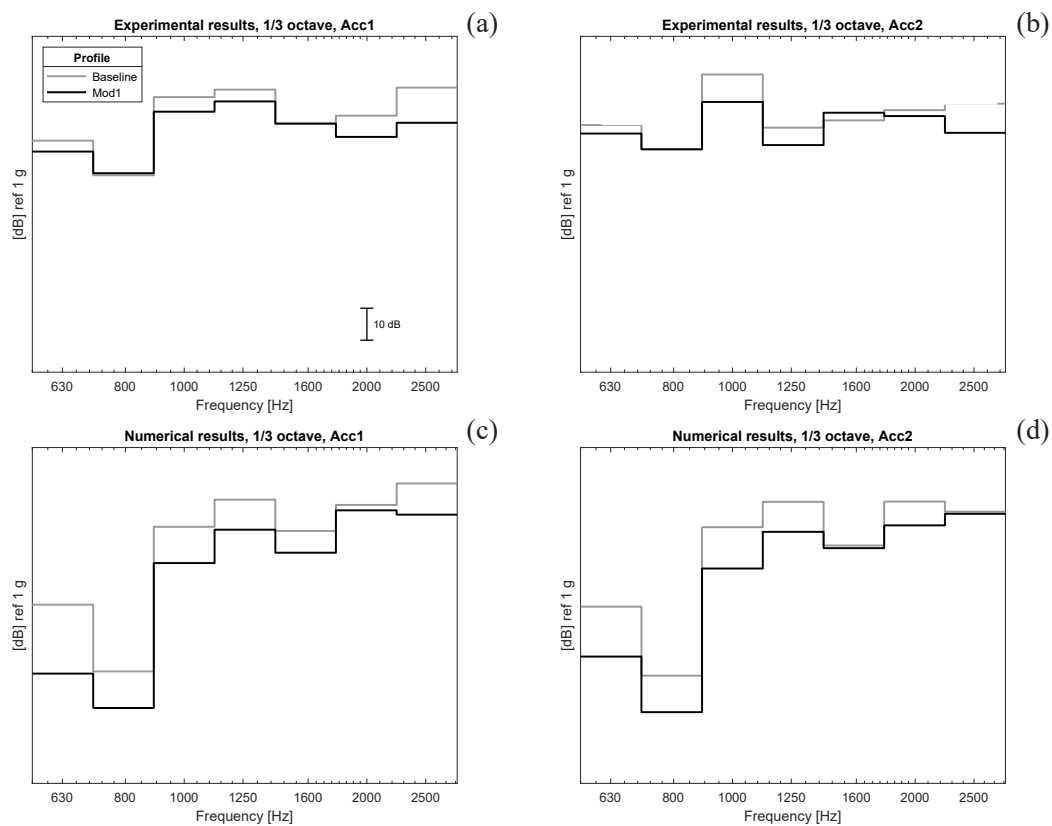 Experimental results, 1/3 octave, Acc1
(a)
Profile
Baseline
Mod1
[dB] ref 1 g
10 dB
630 800 1000 1250 1600 2000 2500
Frequency [Hz]
Experimental results, 1/3 octave, Acc2
(b)
[dB] ref 1 g
630 800 1000 1250 1600 2000 2500
Frequency [Hz]
Numerical results, 1/3 octave, Acc1
(c)
[dB] ref 1 g
630 800 1000 1250 1600 2000 2500
Frequency [Hz]
Numerical results, 1/3 octave, Acc2
(d)
[dB] ref 1 g
630 800 1000 1250 1600 2000 2500
Frequency [Hz]